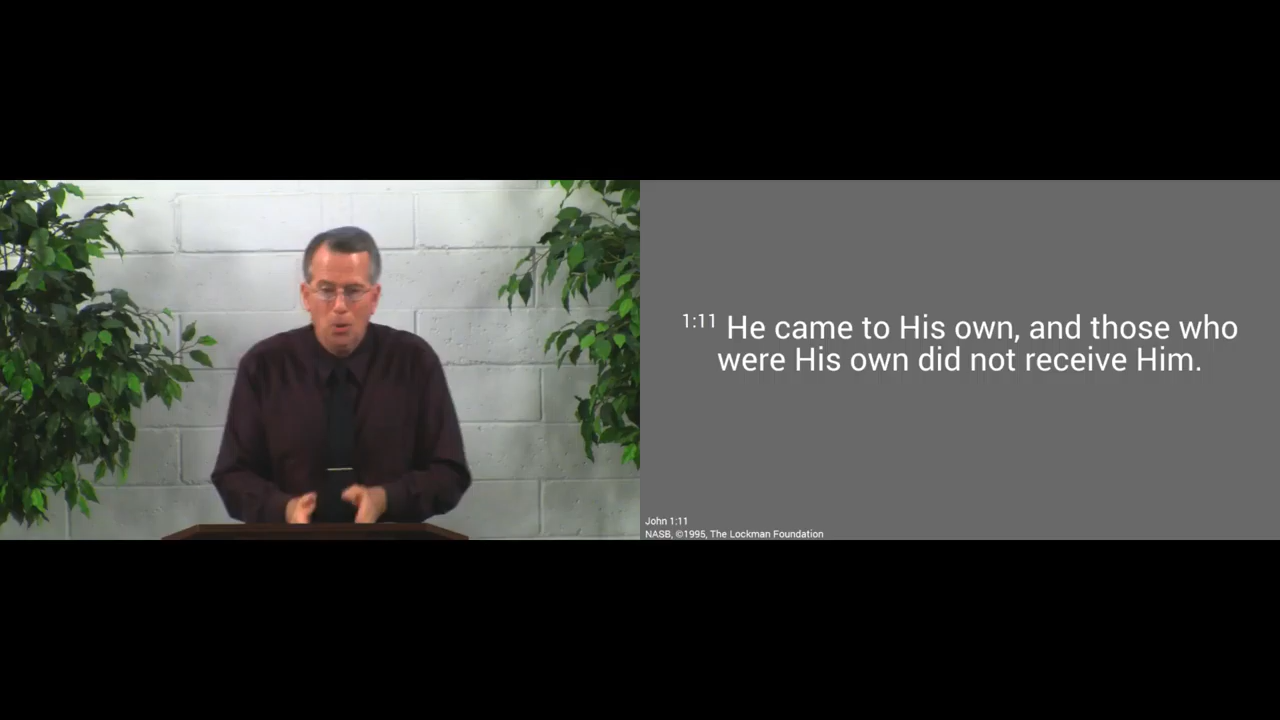 1:11 He came to His own, and those who
were His own did not receive Him.
John 1:11
NASB, ©1995, The Lockman Foundation